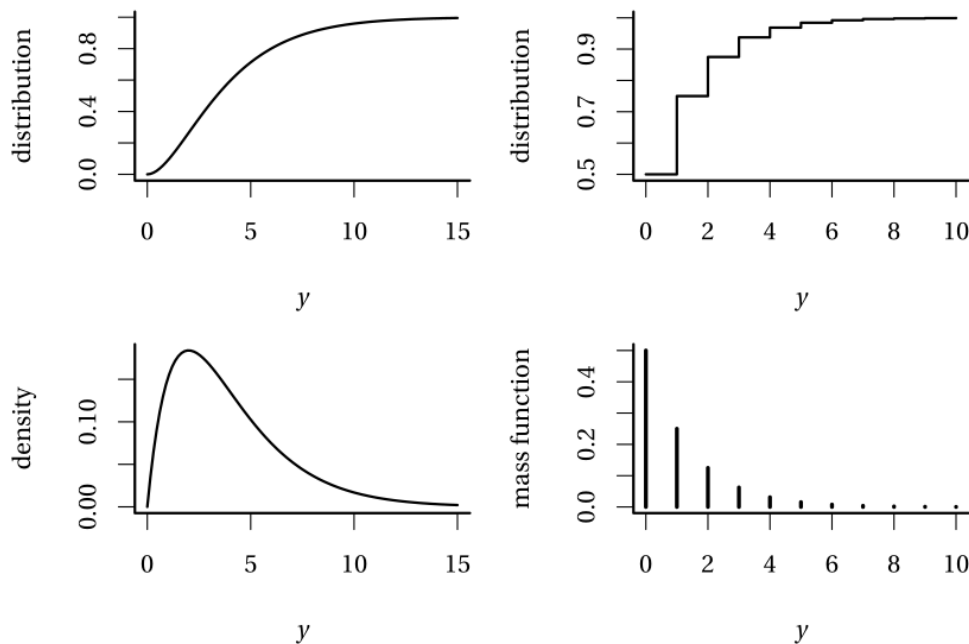 distribution
0.0 0.4 0.8
0 5 10 15
y
distribution
0.5 0.7 0.9
0 2 4 6 8 10
y
density
0.00 0.10
0 5 10 15
y
mass function
0.0 0.2 0.4
0 2 4 6 8 10
y